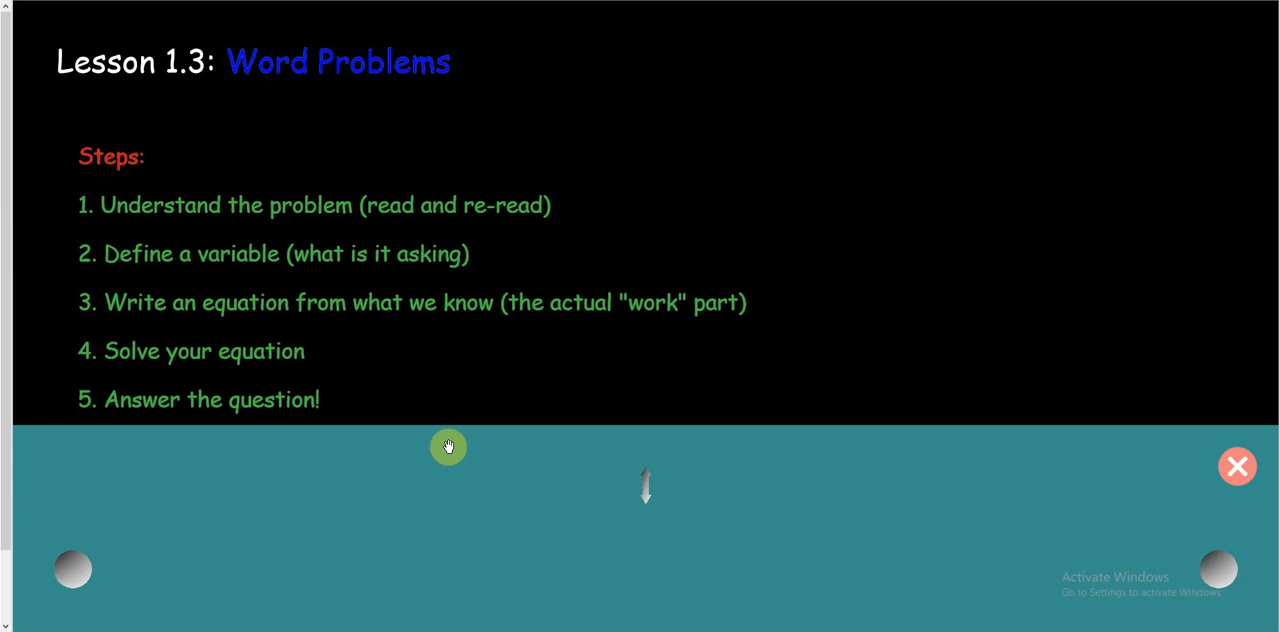 Lesson 1.3: Word Problems
Steps:
1. Understand the problem (read and re-read)
2. Define a variable (what is it asking)
3. Write an equation from what we know (the actual "work" part)
4. Solve your equation
5. Answer the question!
Activate Windows
Go to Settings to activate Windows.